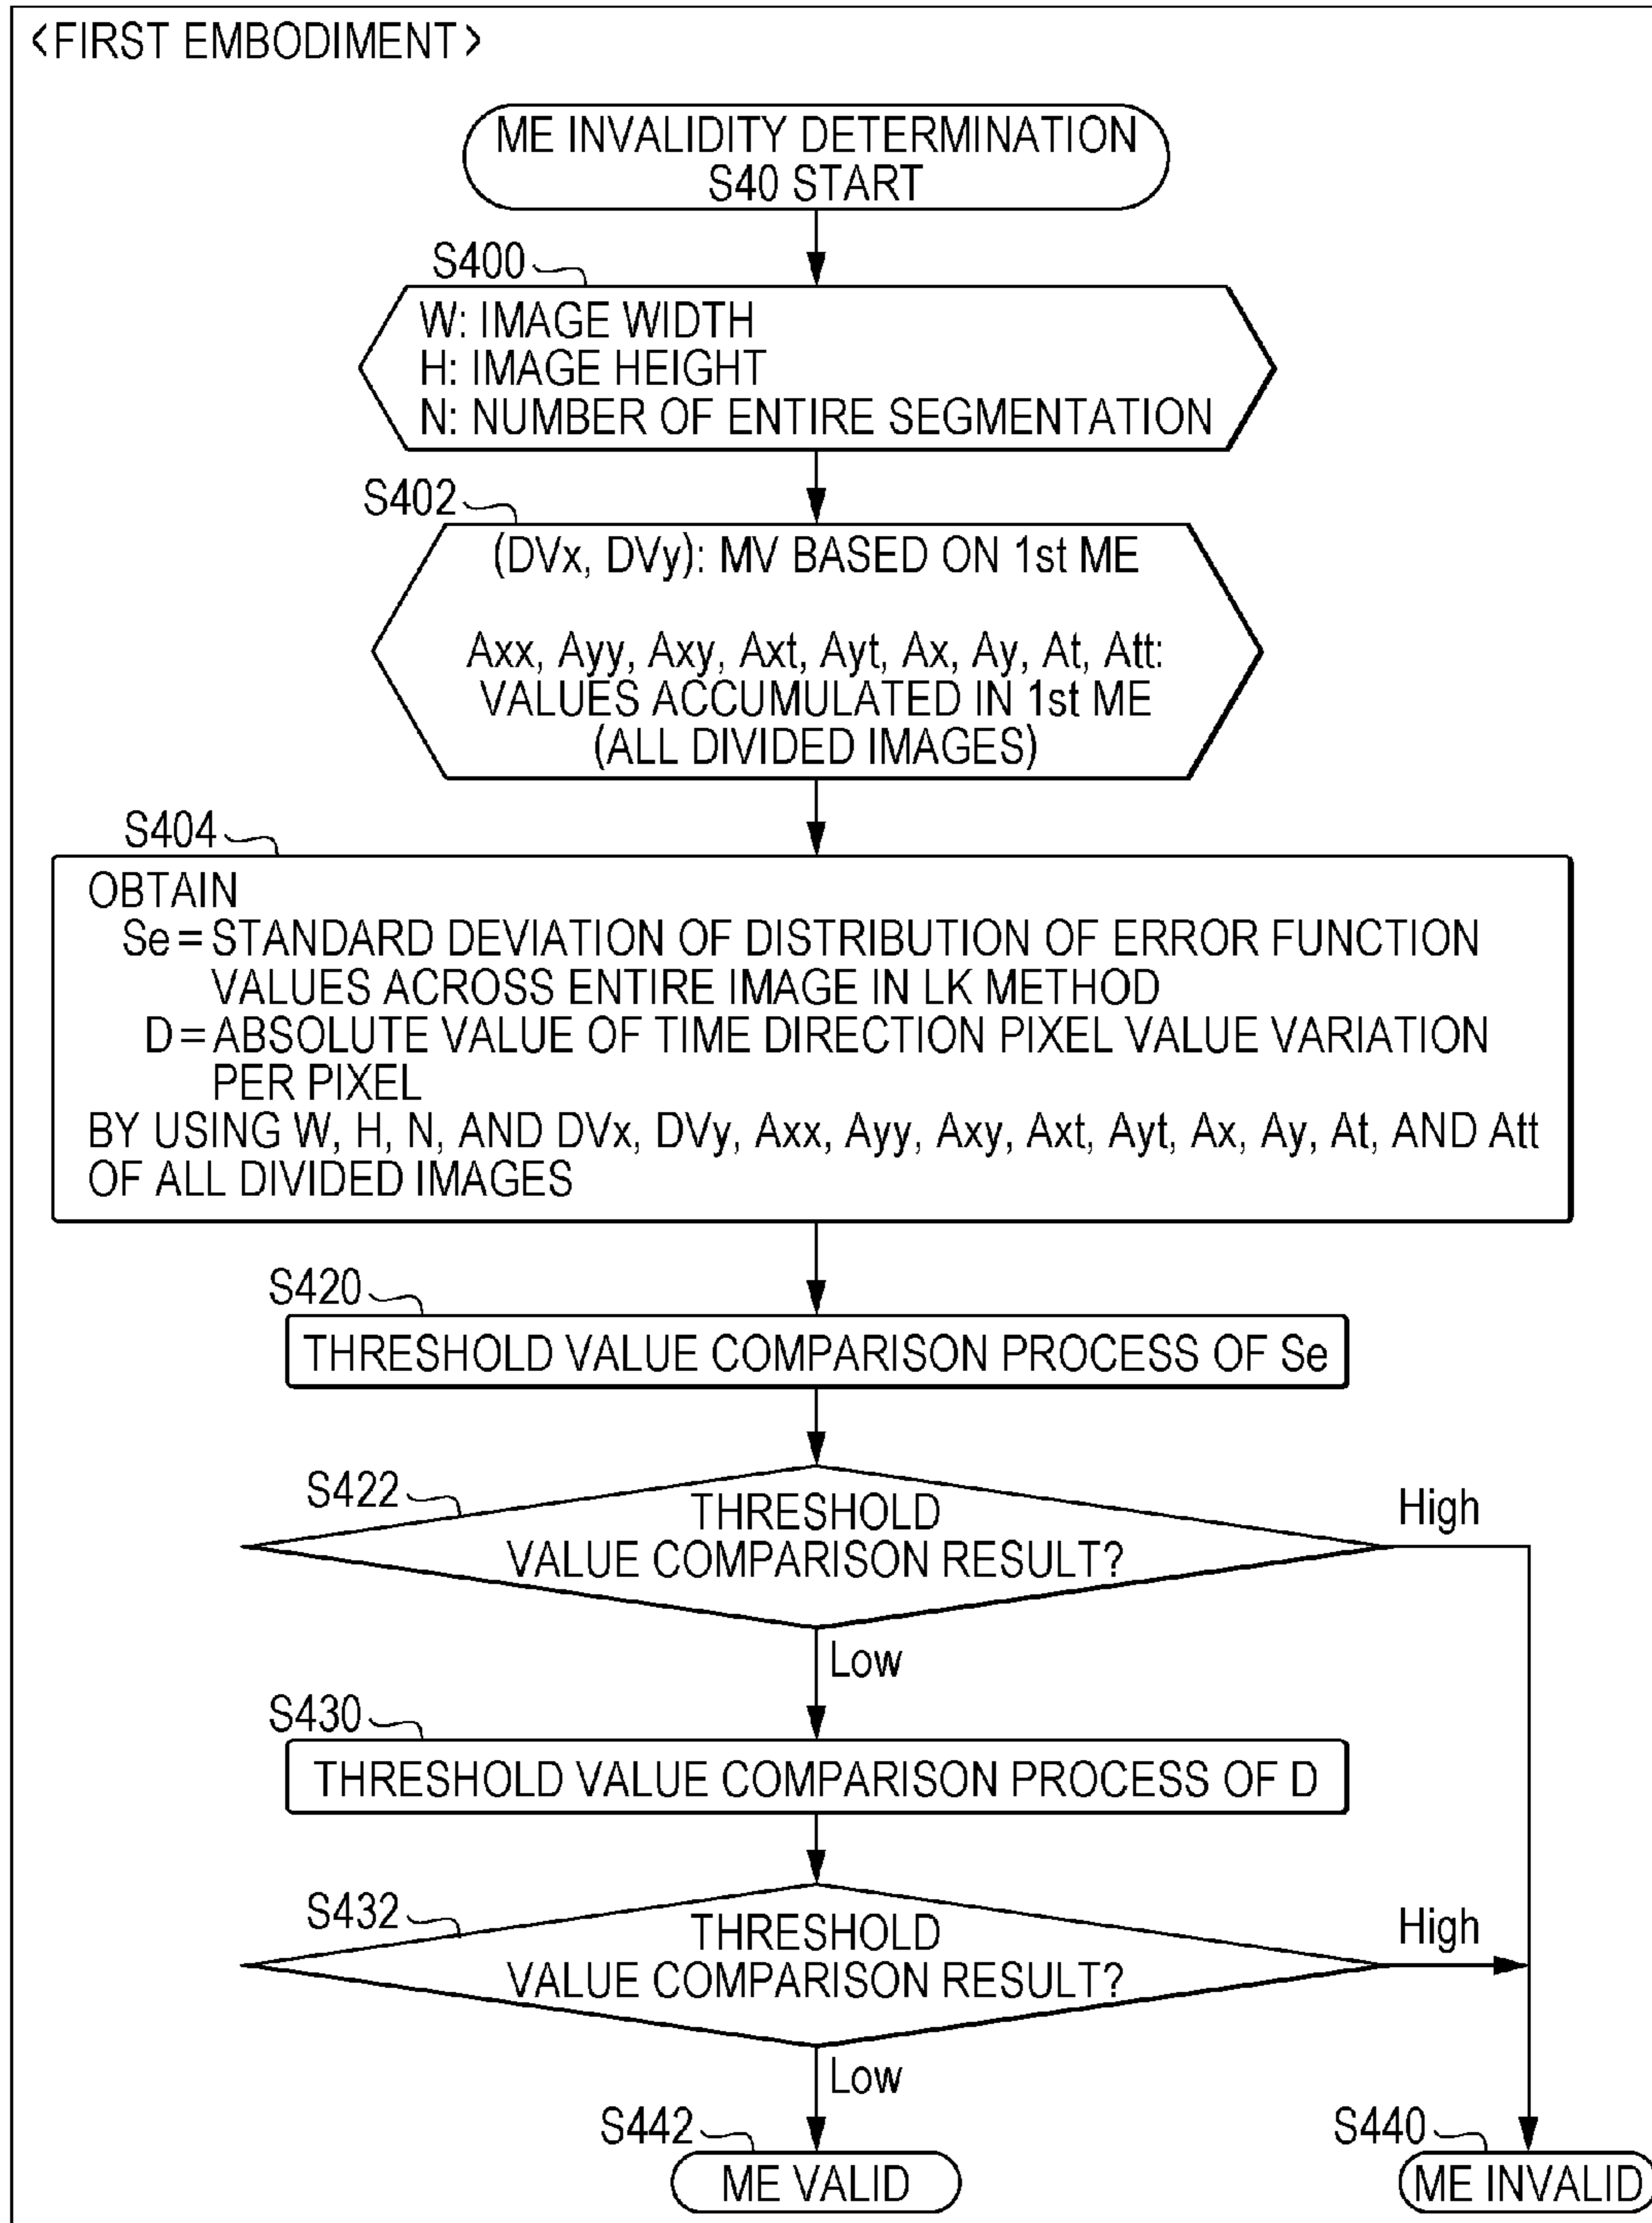 <FIRST EMBODIMENT>
ME INVALIDITY DETERMINATION
S40 START
S400
W: IMAGE WIDTH
H: IMAGE HEIGHT
N: NUMBER OF ENTIRE SEGMENTATION
S402
(DVx, DVy): MV BASED ON 1st ME
Axx, Ayy, Axy, Axt, Ayt, Ax, Ay, At, Att:
VALUES ACCUMULATED IN 1st ME
(ALL DIVIDED IMAGES)
S404
OBTAIN
Se = STANDARD DEVIATION OF DISTRIBUTION OF ERROR FUNCTION
VALUES ACROSS ENTIRE IMAGE IN LK METHOD
D = ABSOLUTE VALUE OF TIME DIRECTION PIXEL VALUE VARIATION
PER PIXEL
BY USING W, H, N, AND DVx, DVy, Axx, Ayy, Axy, Axt, Ayt, Ax, Ay, At, AND Att
OF ALL DIVIDED IMAGES
S420
THRESHOLD VALUE COMPARISON PROCESS OF Se
S422
THRESHOLD
VALUE COMPARISON RESULT?
High
Low
S430
THRESHOLD VALUE COMPARISON PROCESS OF D
S432
THRESHOLD
VALUE COMPARISON RESULT?
High
Low
S442
ME VALID
S440
ME INVALID